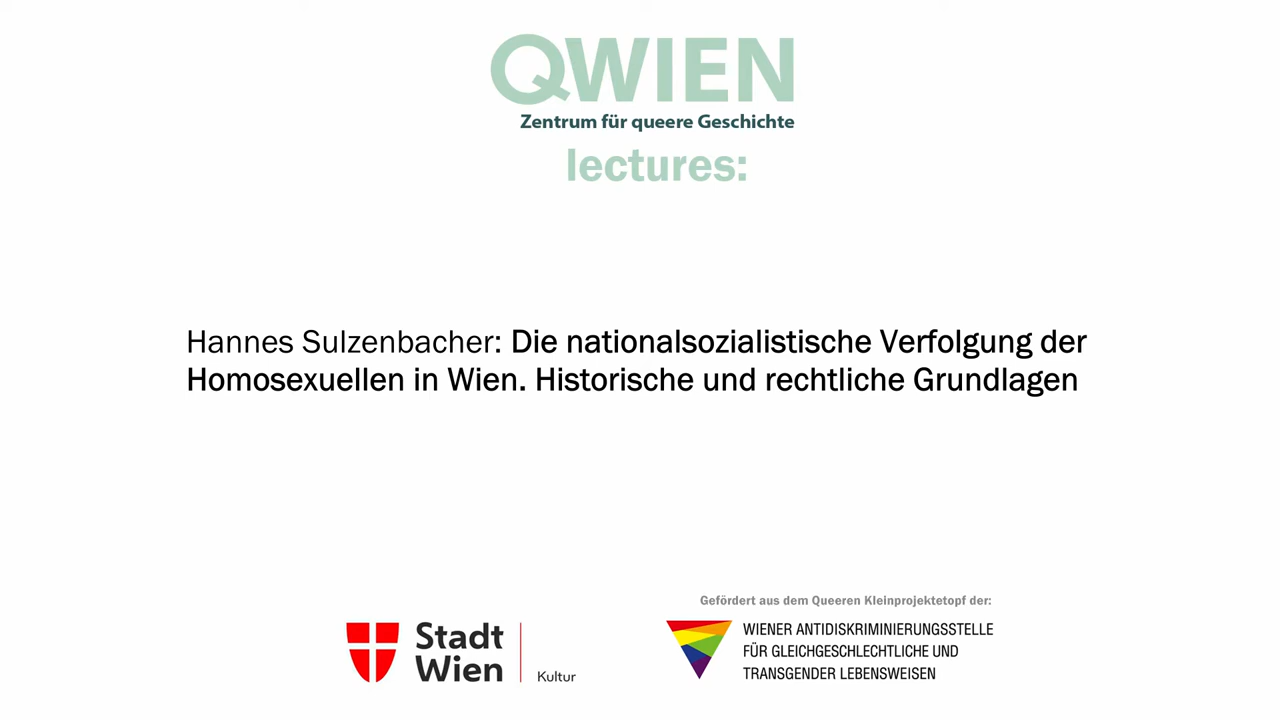 QWIEN
Zentrum für queere Geschichte
lectures:
Hannes Sulzenbacher: Die nationalsozialistische Verfolgung der
Homosexuellen in Wien. Historische und rechtliche Grundlagen
Gefördert aus dem Queeren Kleinprojektetopf der:
Stadt
Wien
Kultur
WIENER ANTIDISKRIMINIERUNGSSTELLE
FÜR GLEICHGESCHLECHTLICHE UND
TRANSGENDER LEBENSWEISEN